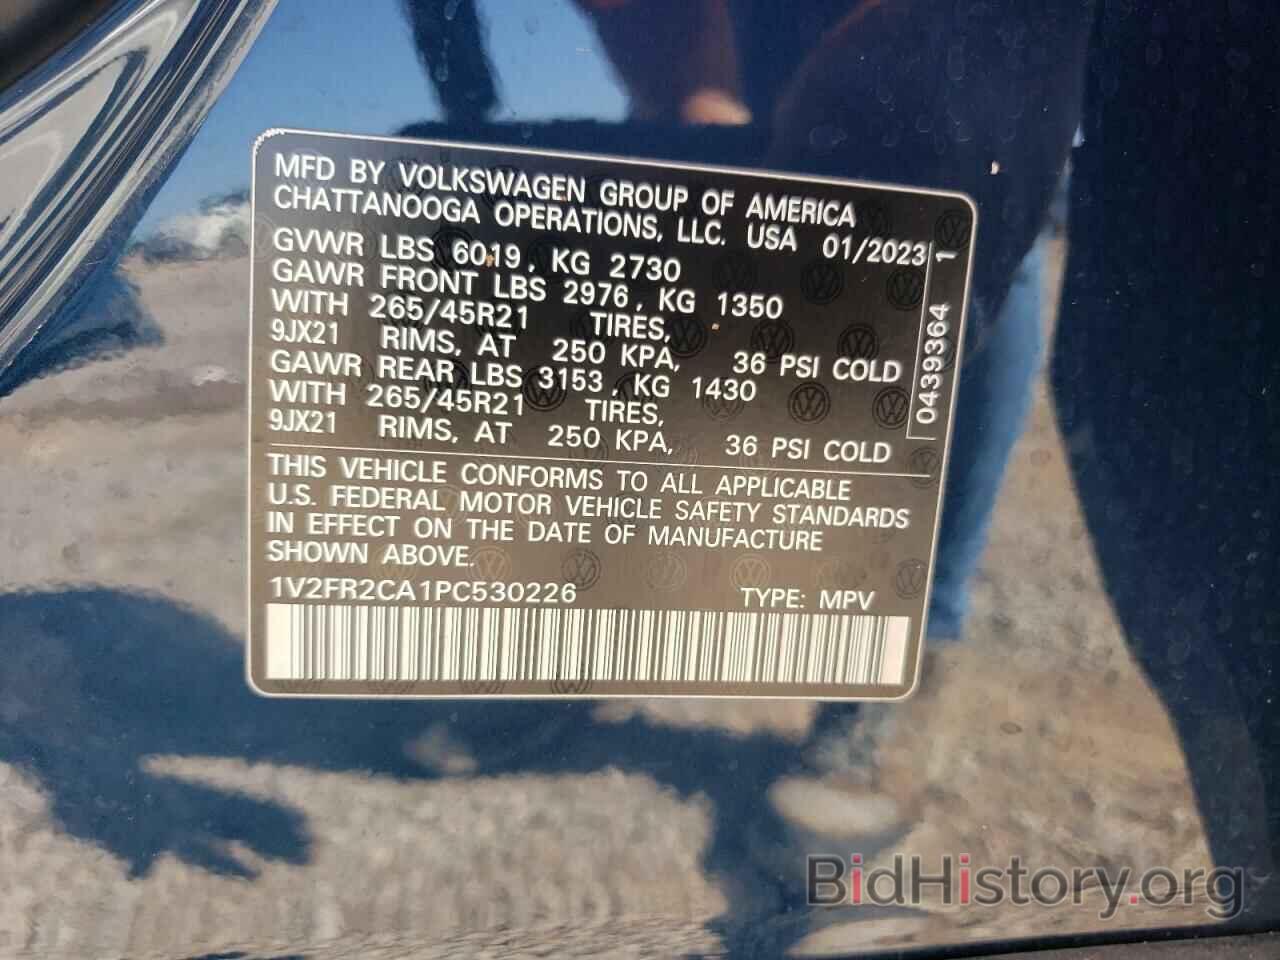 MFD BY VOLKSWAGEN GROUP OF AMERICA
CHATTANOOGA OPERATIONS, LLC. USA 01/2023
GVWR LBS 6019, KG 2730
GAWR FRONT LBS 2976, KG 1350
WITH 265/45R21 TIRES,
9JX21 RIMS, AT 250 KPA, 36 PSI COLD
GAWR REAR LBS 3153, KG 1430
WITH 265/45R21 TIRES,
9JX21 RIMS, AT 250 KPA, 36 PSI COLD
0439364 1
THIS VEHICLE CONFORMS TO ALL APPLICABLE
U.S. FEDERAL MOTOR VEHICLE SAFETY STANDARDS
IN EFFECT ON THE DATE OF MANUFACTURE
SHOWN ABOVE.
1V2FR2CA1PC530226 TYPE: MPV
BidHistory.org